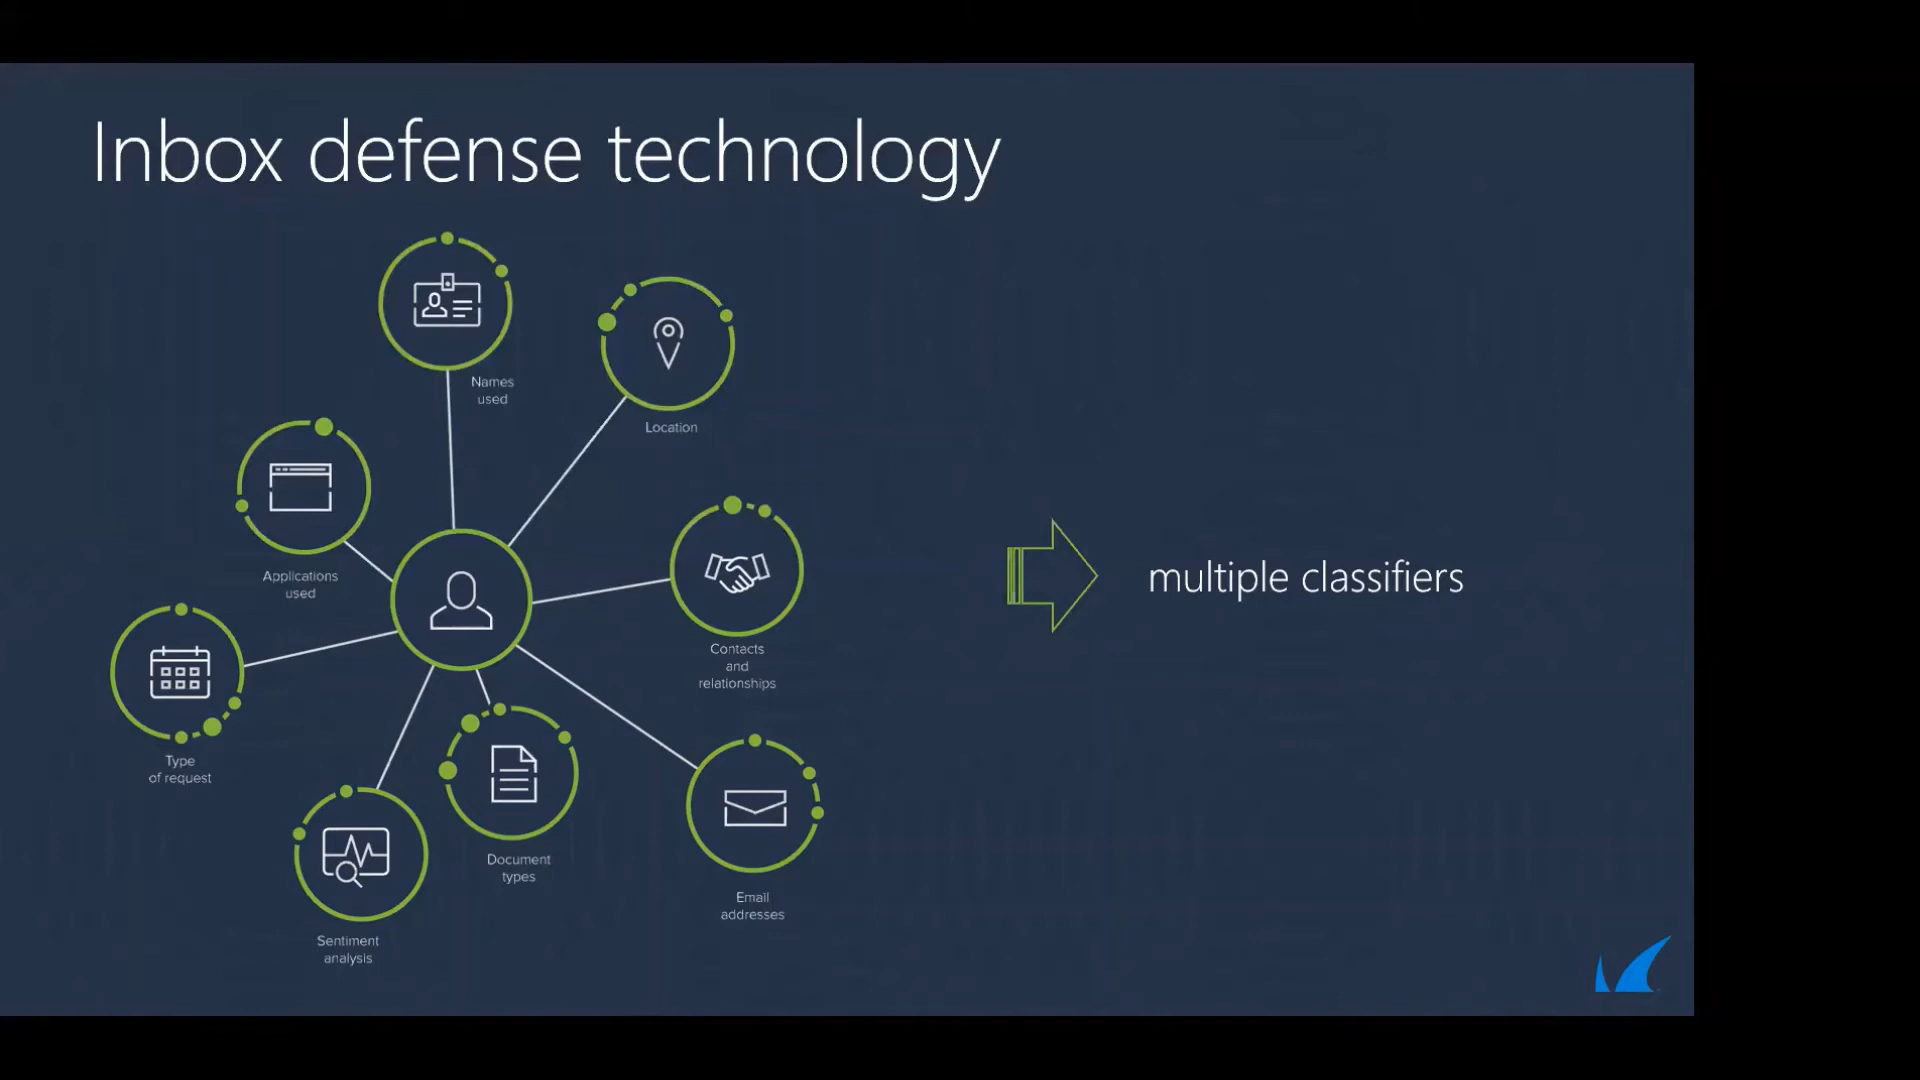 Inbox defense technology
Names
used
Location
Applications
used
Contacts
and
relationships
multiple classifiers
Type
of request
Document
types
Email
addresses
Sentiment
analysis